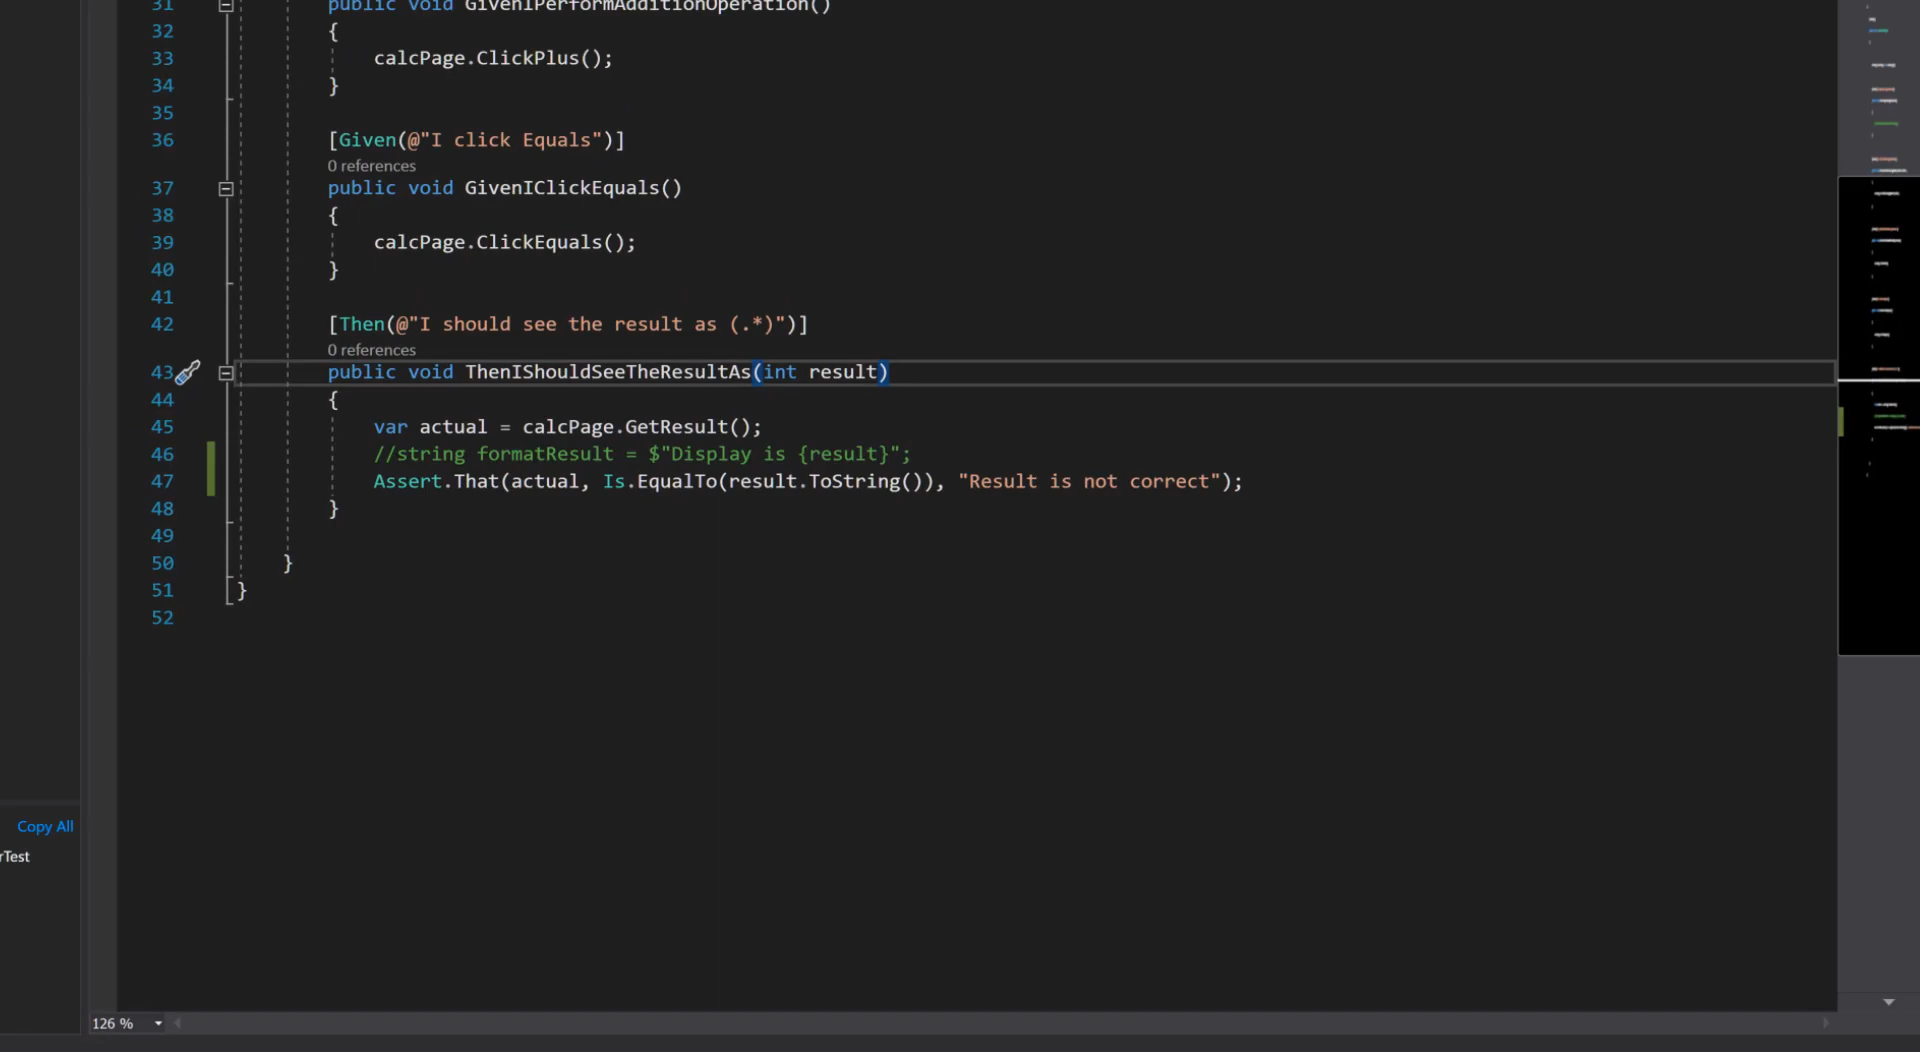 31 public void GivenIPerformAdditionOperation()
32 {
33 calcPage.ClickPlus();
34 }
35
36 [Given(@"I click Equals")]
0 references
37 public void GivenIClickEquals()
38 {
39 calcPage.ClickEquals();
40 }
41
42 [Then(@"I should see the result as (.*)")]
0 references
43 public void ThenIShouldSeeTheResultAs(int result)
44 {
45 var actual = calcPage.GetResult();
46 //string formatResult = $"Display is {result}";
47 Assert.That(actual, Is.EqualTo(result.ToString()), "Result is not correct");
48 }
49
50 }
51 }
52
Copy All
rTest
126 %